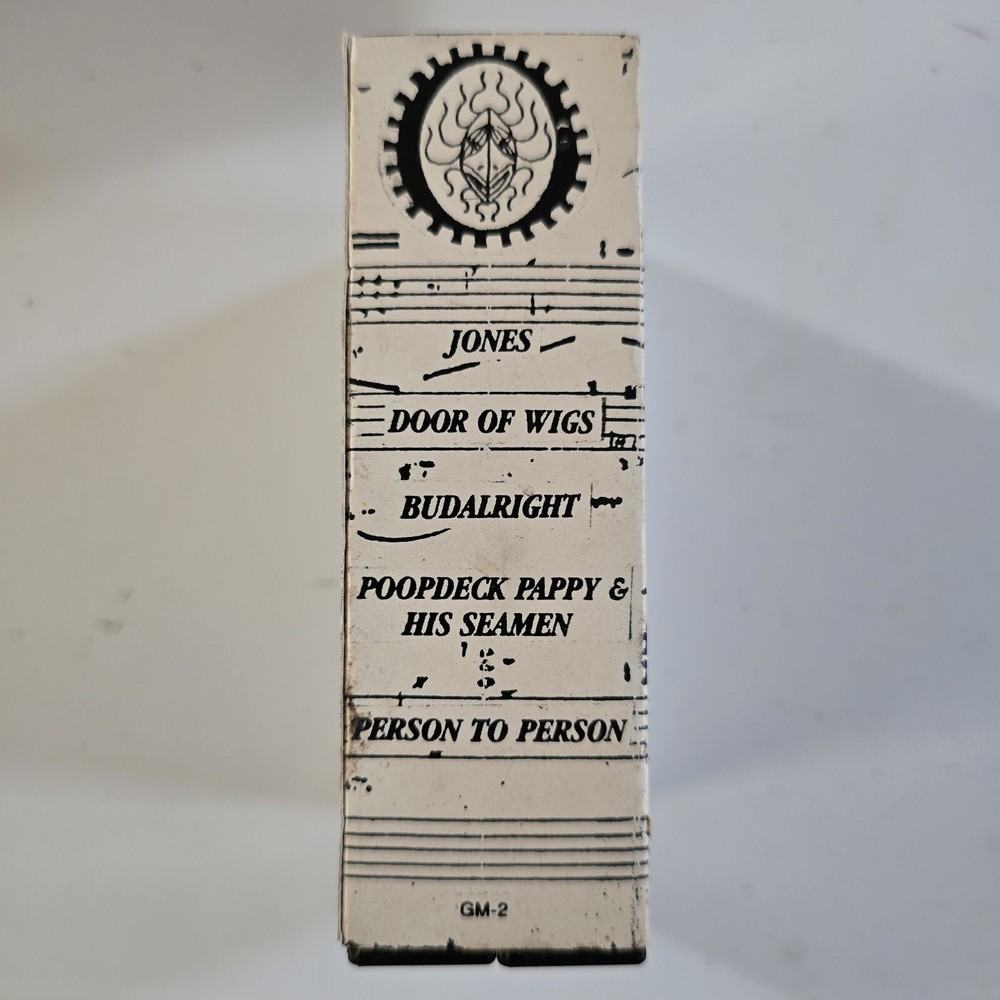 JONES
DOOR OF WIGS
BUDALRIGHT
POOPDECK PAPPY &
HIS SEAMEN
PERSON TO PERSON
GM-2